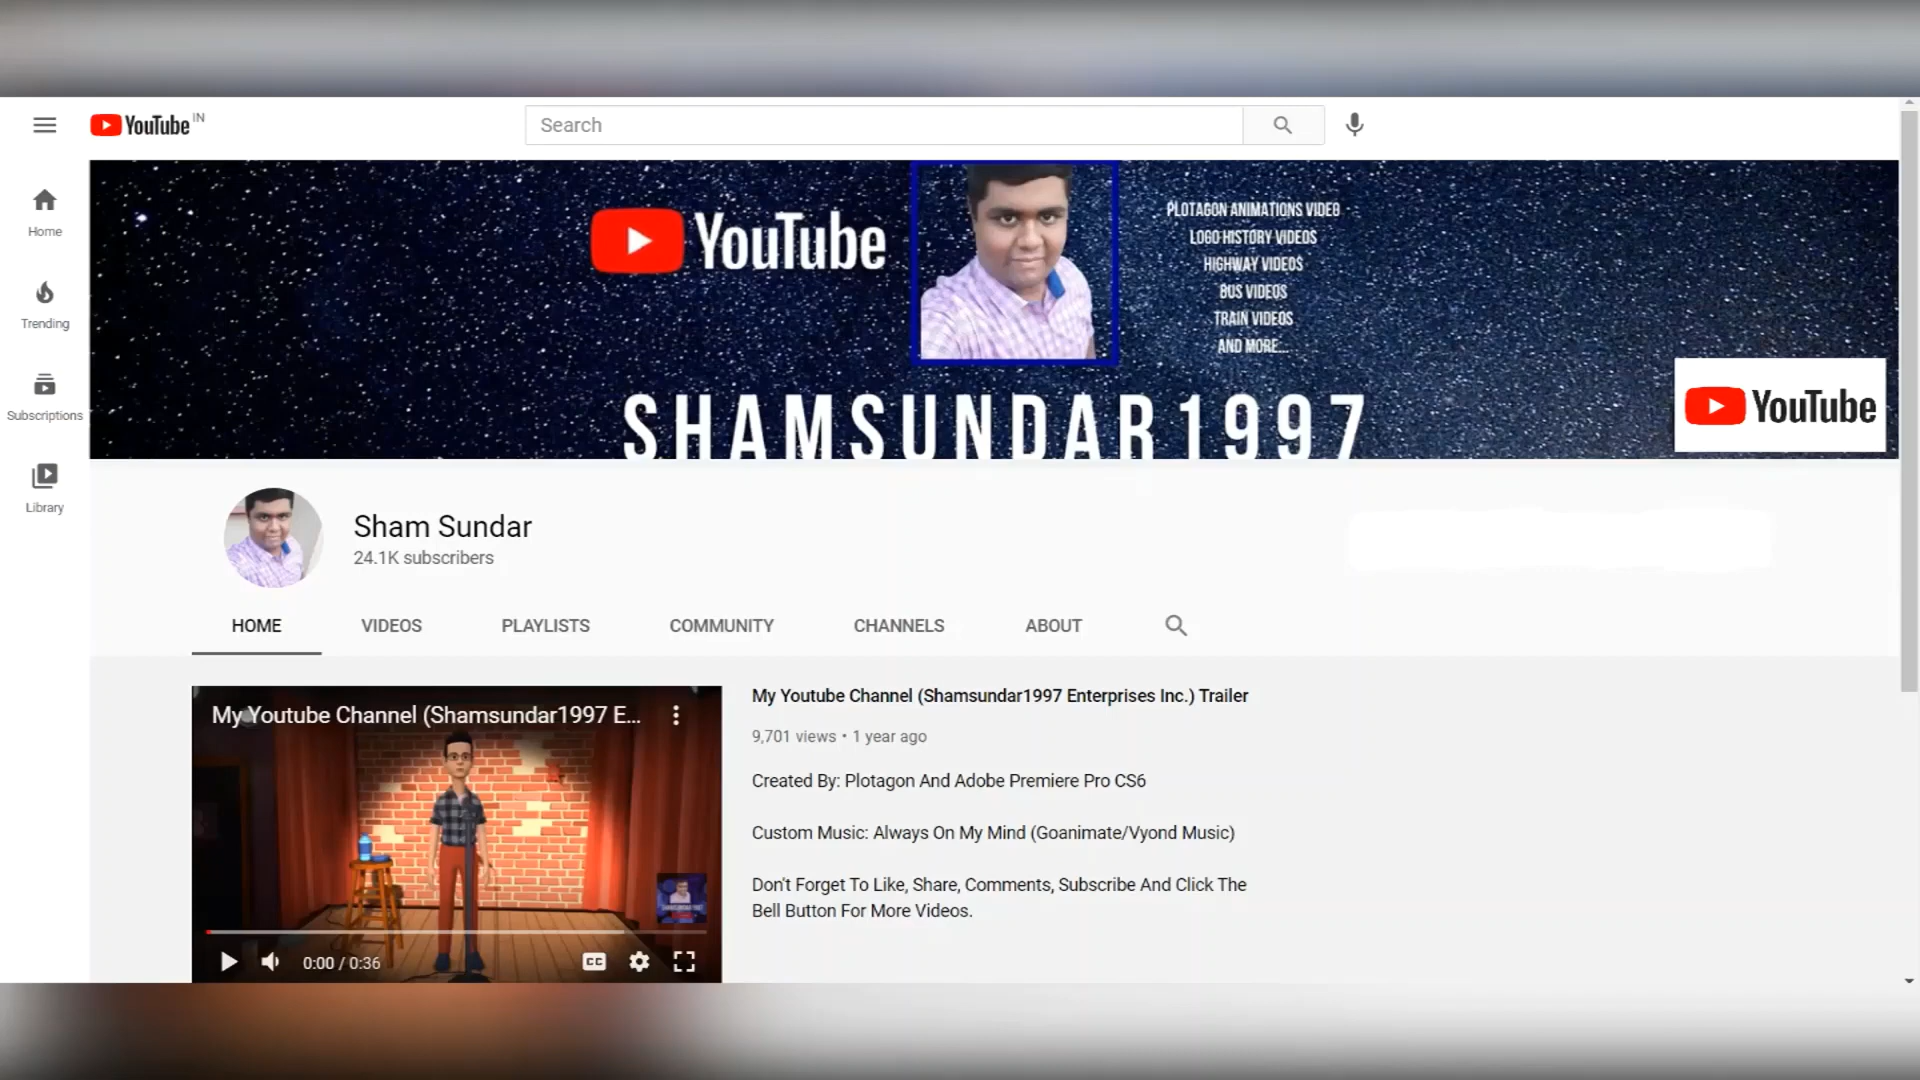 YouTube IN
Search
Home
Trending
Subscriptions
Library
YouTube
PLOTAGON ANIMATIONS VIDEO
LOGO HISTORY VIDEOS
HIGHWAY VIDEOS
BUS VIDEOS
TRAIN VIDEOS
AND MORE...
SHAMSUNDAR1997
YouTube
Sham Sundar
24.1K subscribers
HOME VIDEOS PLAYLISTS COMMUNITY CHANNELS ABOUT
My Youtube Channel (Shamsundar1997 E...
SHAMSUNDAR 1997
CC
0:00 / 0:36
My Youtube Channel (Shamsundar1997 Enterprises Inc.) Trailer
9,701 views • 1 year ago
Created By: Plotagon And Adobe Premiere Pro CS6
Custom Music: Always On My Mind (Goanimate/Vyond Music)
Don't Forget To Like, Share, Comments, Subscribe And Click The
Bell Button For More Videos.